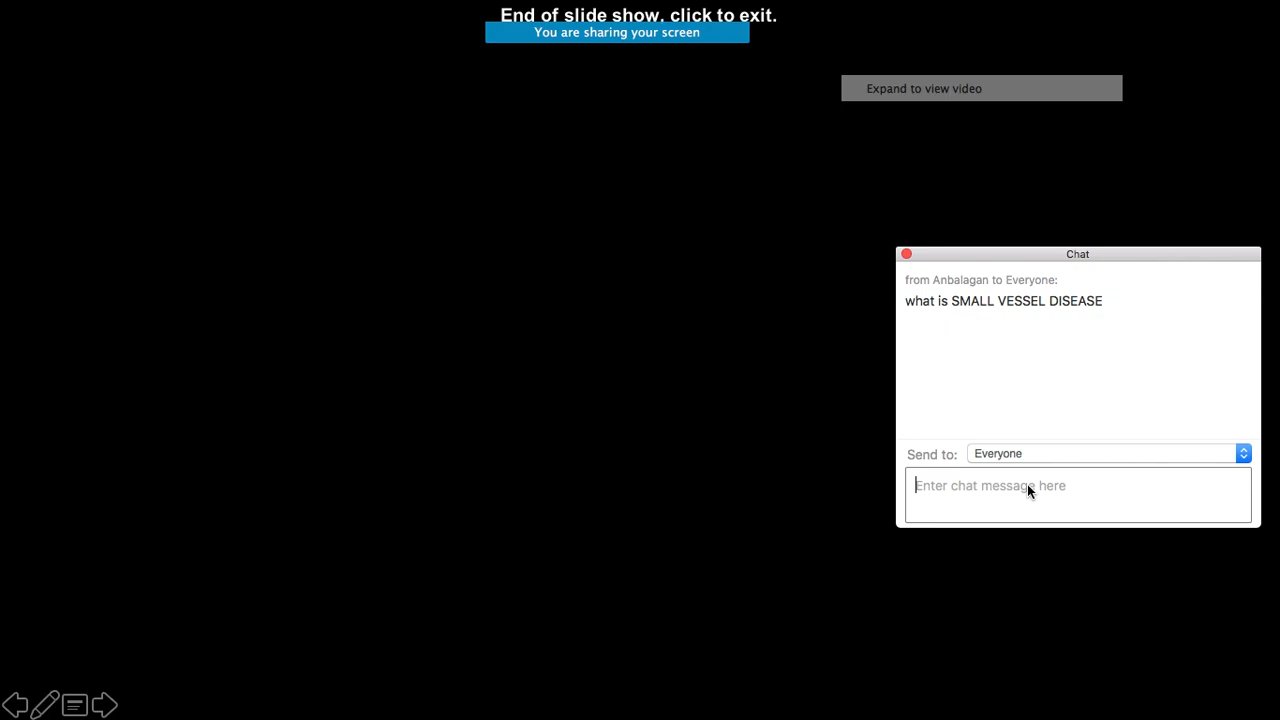 End of slide show, click to exit.
You are sharing your screen
Expand to view video
Chat
from Anbalagan to Everyone:
what is SMALL VESSEL DISEASE
Send to: Everyone
Enter chat message here